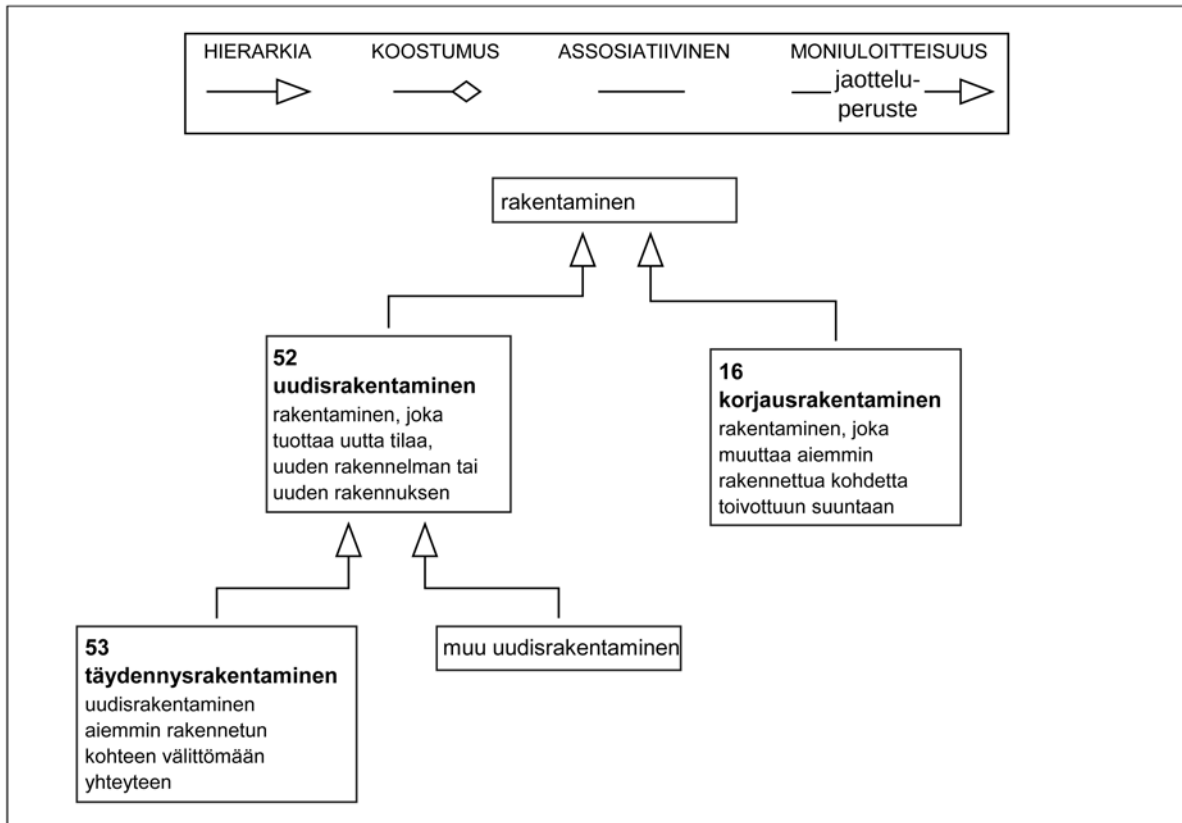 HIERARKIA KOOSTUMUS ASSOSIATIIVINEN MONIULOITTEISUUS
jaottelu-
peruste
rakentaminen
52
uudisrakentaminen
rakentaminen, joka
tuottaa uutta tilaa,
uuden rakennelman tai
uuden rakennuksen
16
korjausrakentaminen
rakentaminen, joka
muuttaa aiemmin
rakennettua kohdetta
toivottuun suuntaan
53
täydennysrakentaminen
uudisrakentaminen
aiemmin rakennetun
kohteen välittömään
yhteyteen
muu uudisrakentaminen